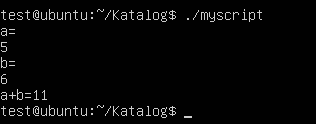 test@ubuntu:~/Katalog$ ./myscript
a=
5
b=
6
a+b=11
test@ubuntu:~/Katalog$ _